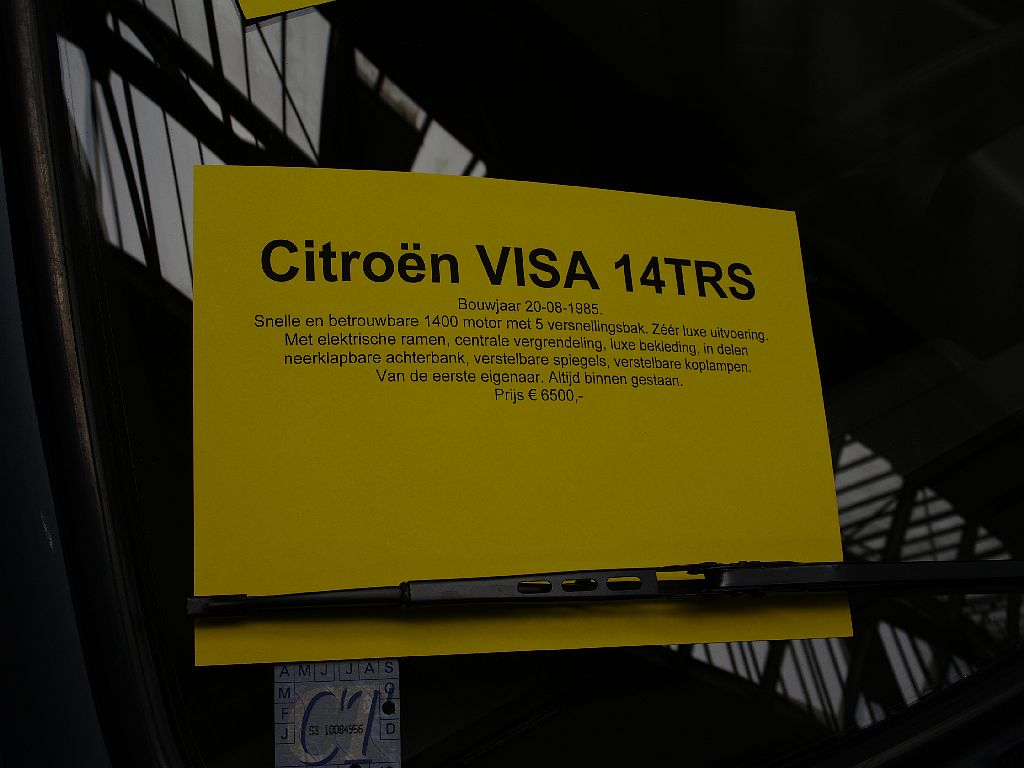 Citroën VISA 14TRS
Bouwjaar 20-08-1985.
Snelle en betrouwbare 1400 motor met 5 versnellingsbak. Zéér luxe uitvoering.
Met elektrische ramen, centrale vergrendeling, luxe bekleding, in delen
neerklapbare achterbank, verstelbare spiegels, verstelbare koplampen.
Van de eerste eigenaar. Altijd binnen gestaan.
Prijs € 6500,-
A M J J A S
M O
F
J D
S3 10084956